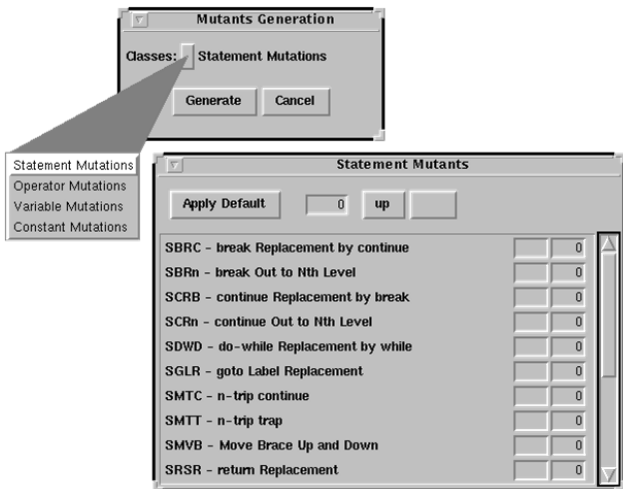 Mutants Generation
Classes: Statement Mutations
Generate Cancel
Statement Mutations
Operator Mutations
Variable Mutations
Constant Mutations
Statement Mutants
Apply Default 0 up
SBRC - break Replacement by continue 0
SBRn - break Out to Nth Level 0
SCRB - continue Replacement by break 0
SCRn - continue Out to Nth Level 0
SDWD - do-while Replacement by while 0
SGLR - goto Label Replacement 0
SMTC - n-trip continue 0
SMTT - n-trip trap 0
SMVB - Move Brace Up and Down 0
SRSR - return Replacement 0